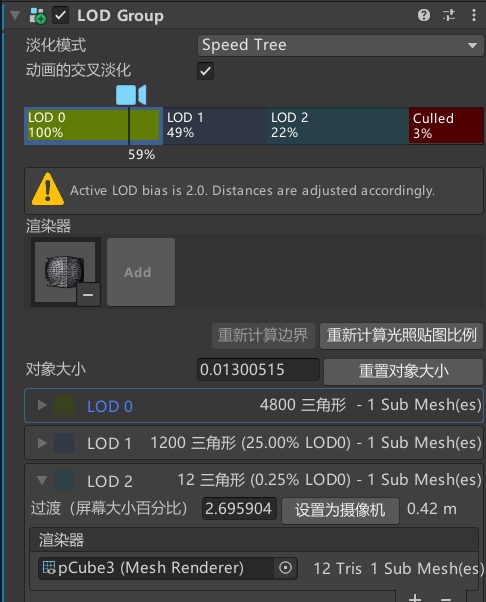 LOD Group
淡化模式 Speed Tree
动画的交叉淡化
LOD 0 LOD 1 LOD 2 Culled
100% 49% 22% 3%
59%
Active LOD bias is 2.0. Distances are adjusted accordingly.
渲染器
Add
重新计算边界 重新计算光照贴图比例
对象大小 0.01300515 重置对象大小
LOD 0 4800 三角形 - 1 Sub Mesh(es)
LOD 1 1200 三角形 (25.00% LOD0) - 1 Sub Mesh(es)
LOD 2 12 三角形 (0.25% LOD0) - 1 Sub Mesh(es)
过渡（屏幕大小百分比） 2.695904 设置为摄像机 0.42 m
渲染器
pCube3 (Mesh Renderer) 12 Tris 1 Sub Mesh(es)